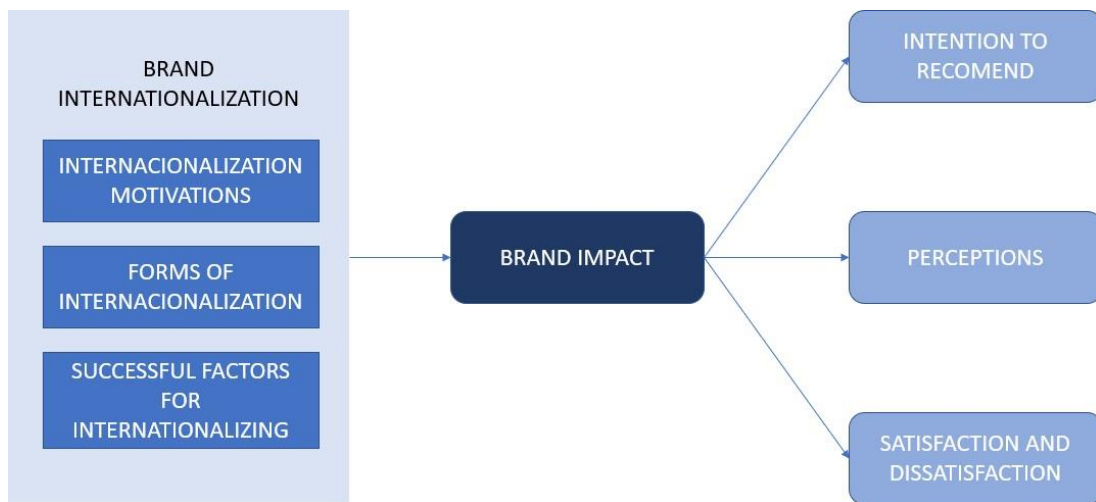 BRAND
INTERNATIONALIZATION
INTERNACIONALIZATION
MOTIVATIONS
FORMS OF
INTERNACIONALIZATION
SUCCESSFUL FACTORS
FOR
INTERNATIONALIZING
BRAND IMPACT
INTENTION TO
RECOMEND
PERCEPTIONS
SATISFACTION AND
DISSATISFACTION